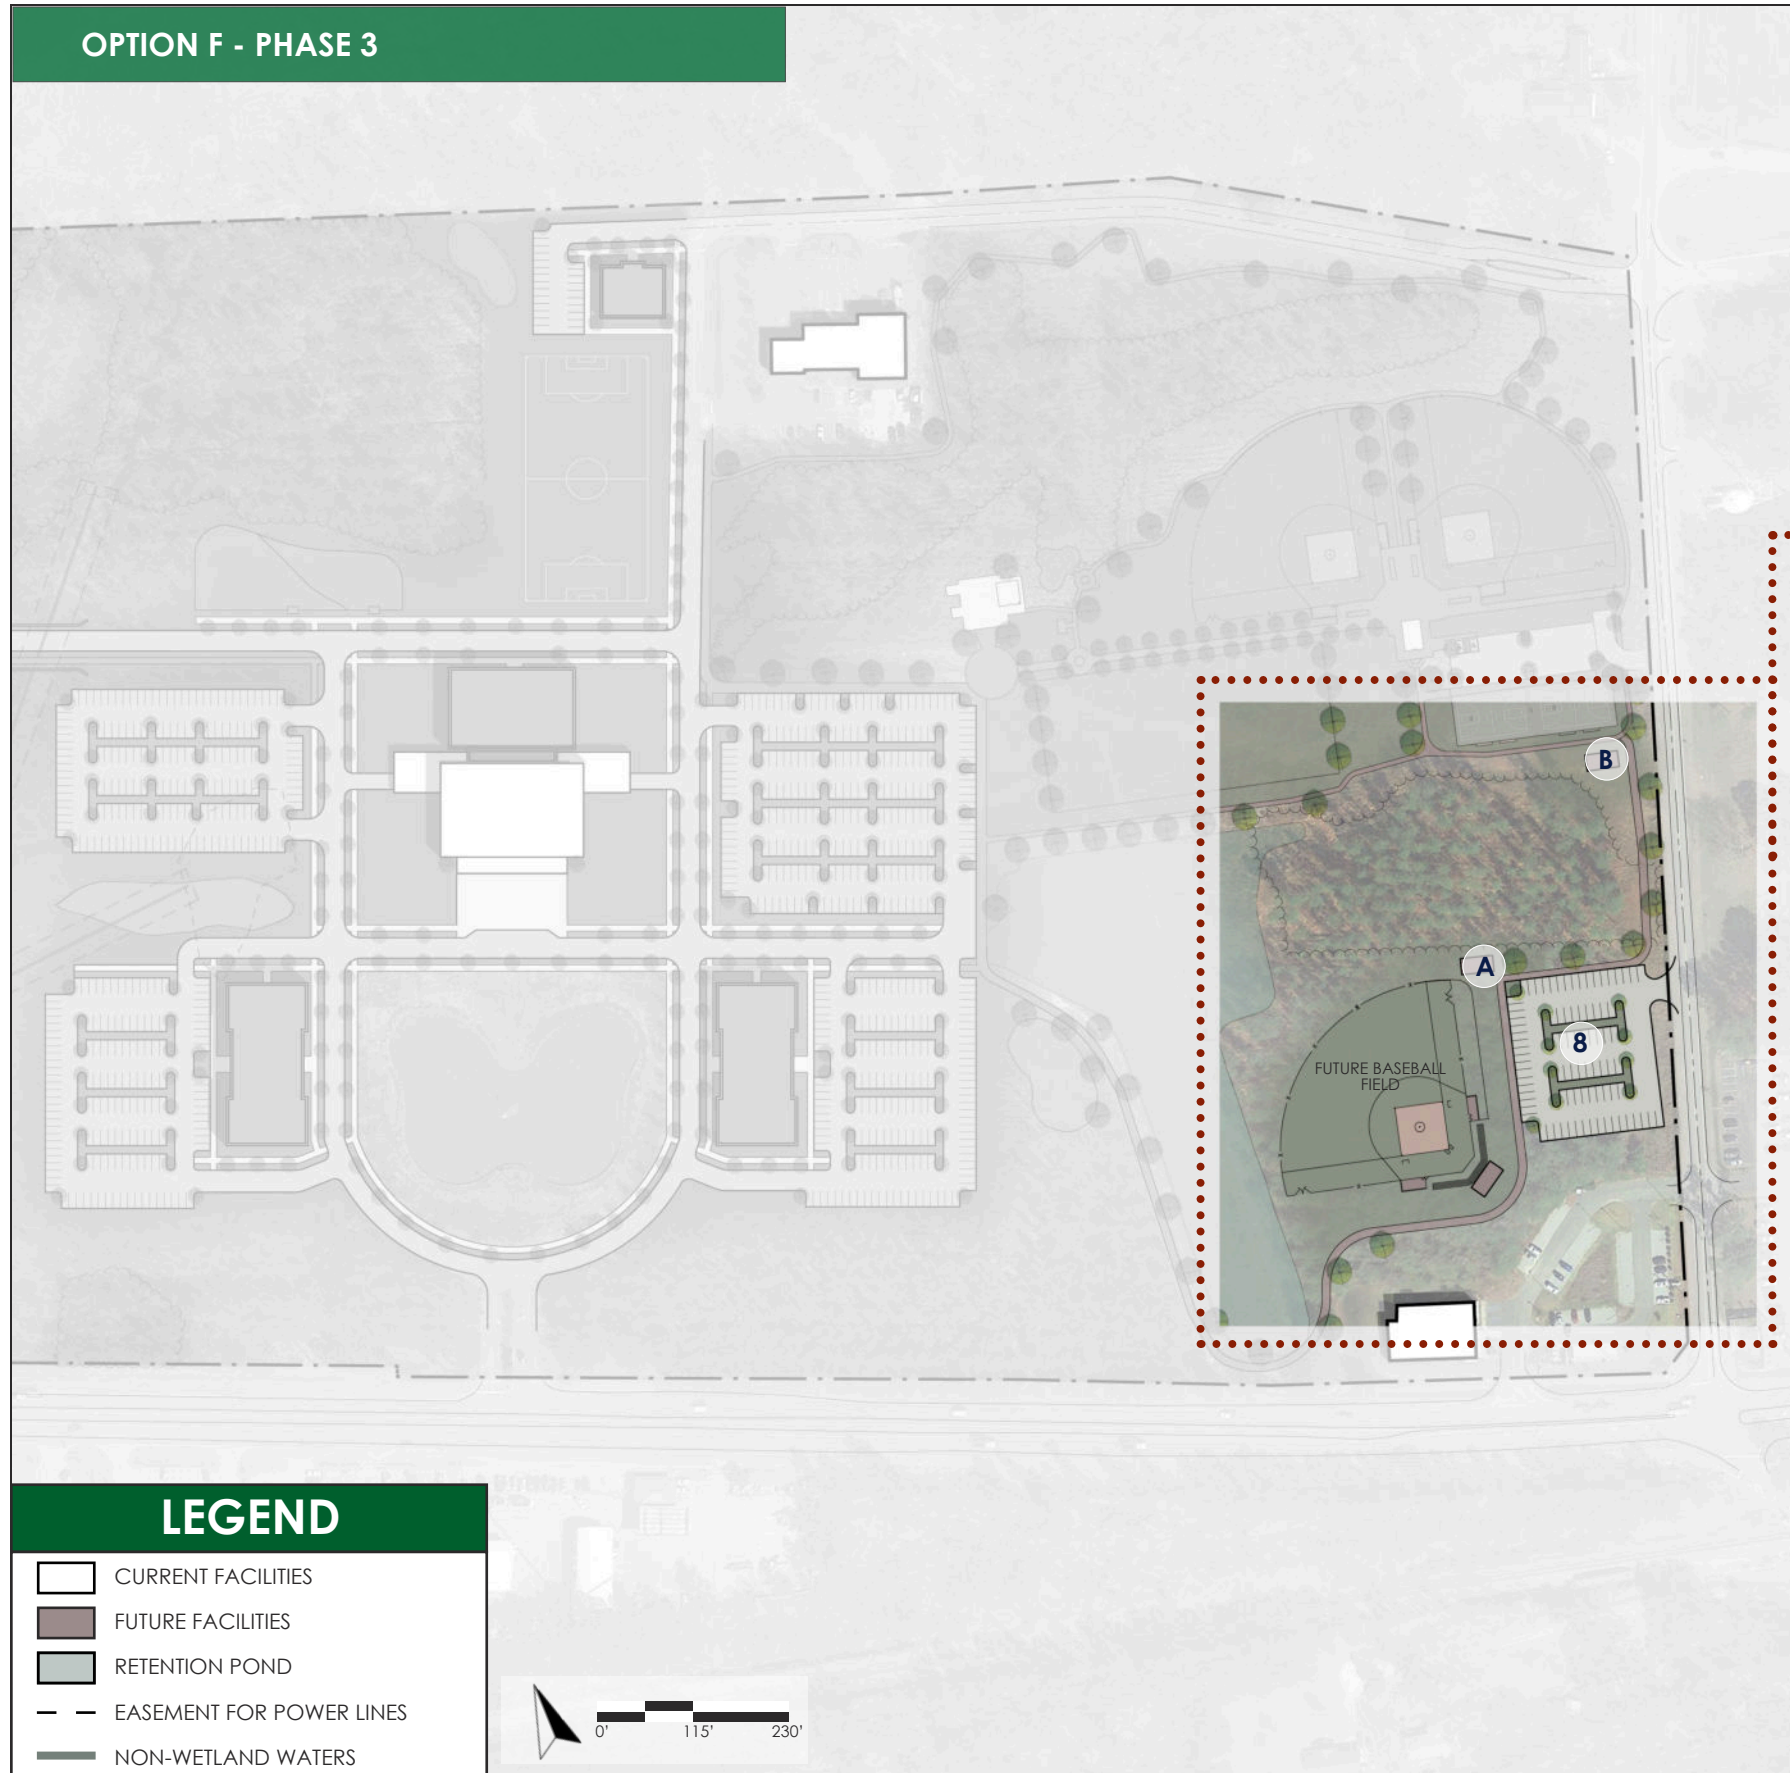 OPTION F - PHASE 3
B
A
8
FUTURE BASEBALL
FIELD
LEGEND
CURRENT FACILITIES
FUTURE FACILITIES
RETENTION POND
EASEMENT FOR POWER LINES
NON-WETLAND WATERS
0' 115' 230'